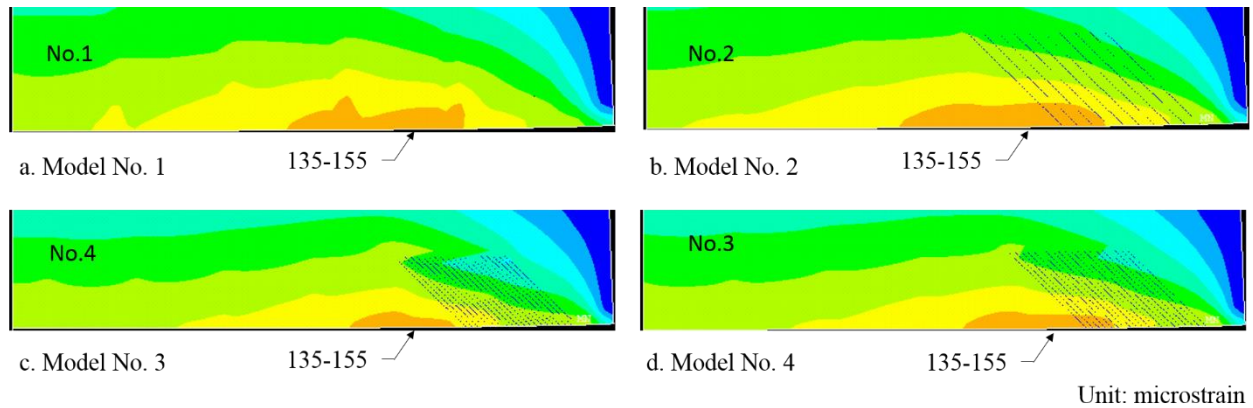 No.1
No.2
a. Model No. 1
135-155
b. Model No. 2
135-155
No.4
No.3
c. Model No. 3
135-155
d. Model No. 4
135-155
Unit: microstrain